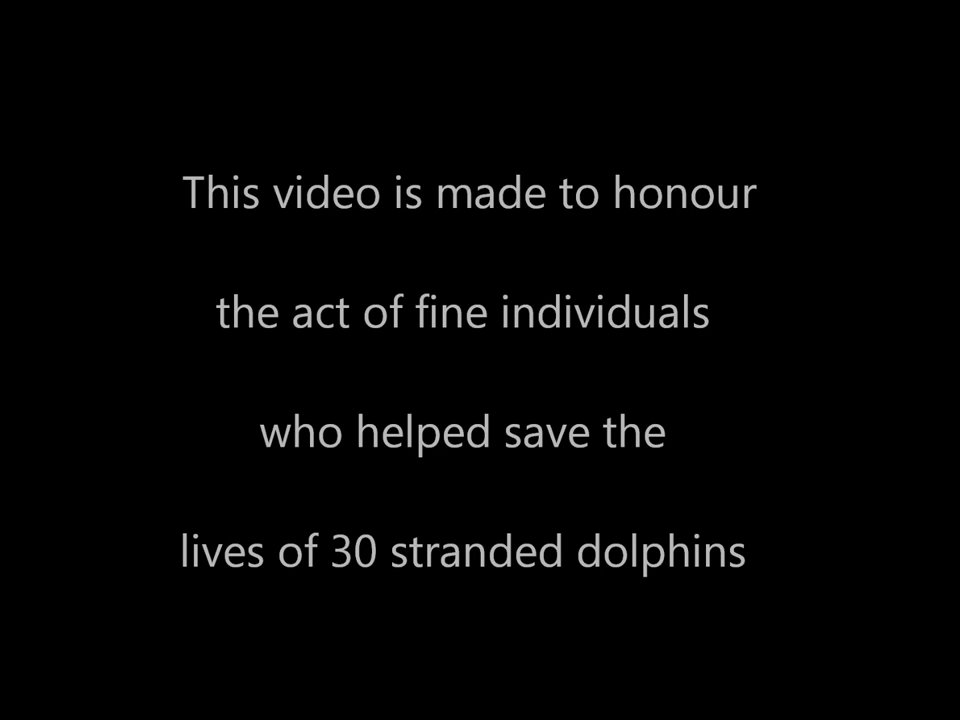 This video is made to honour
the act of fine individuals
who helped save the
lives of 30 stranded dolphins